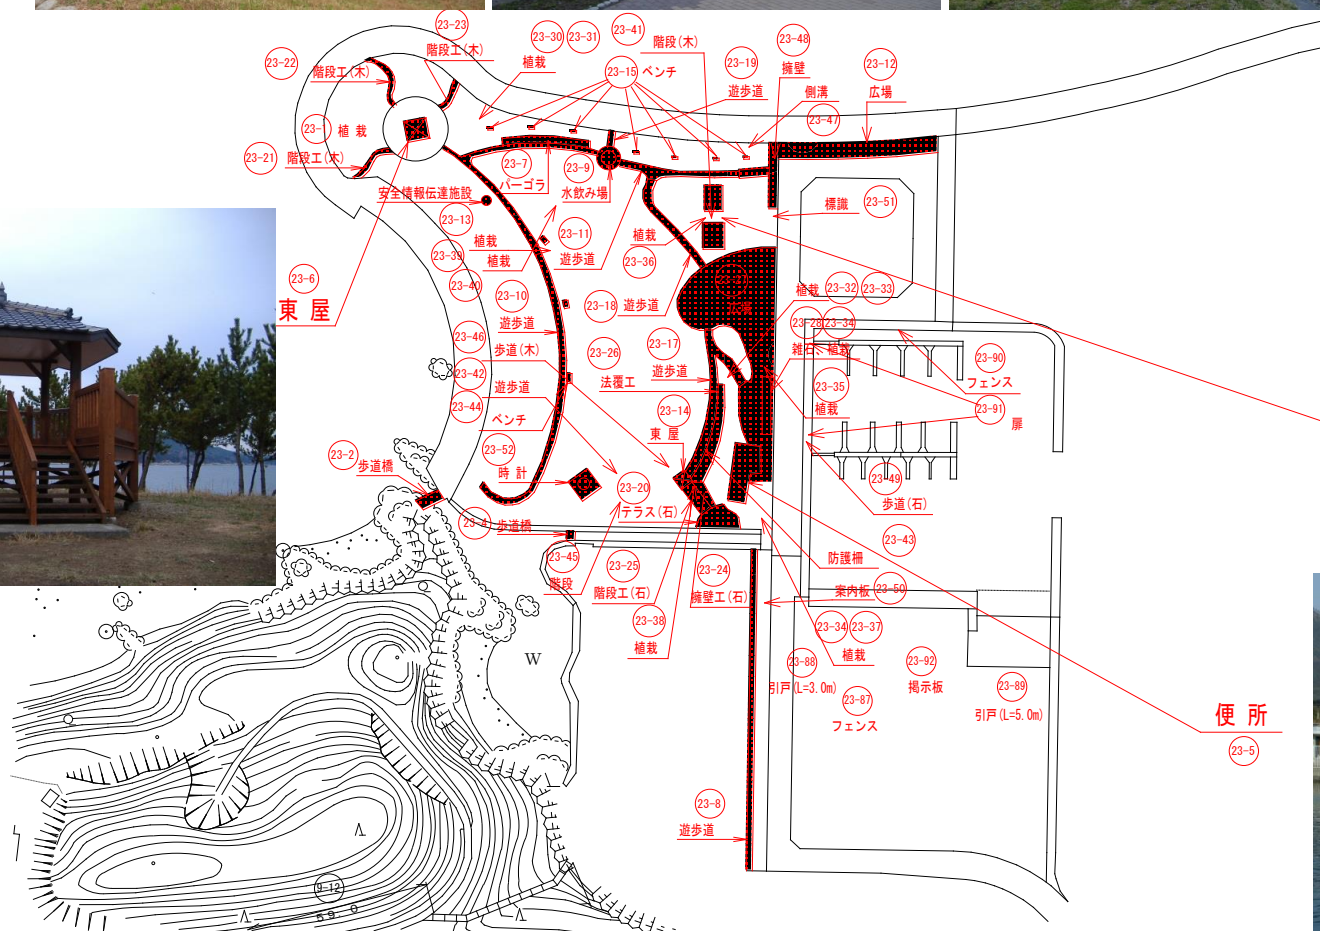 23-23
階段工(木)
23-22
階段工(木)
23-30
23-31
植栽
23-41
階段(木)
23-15
ベンチ
23-19
遊歩道
23-48
擁壁
側溝
23-47
23-12
広場
23-1
植栽
23-21
階段工(木)
安全情報伝達施設
23-13
23-7
パーゴラ
23-9
水飲み場
標識
23-51
植栽
23-39
植栽
23-40
23-11
遊歩道
植栽
23-36
23-6
東屋
23-10
遊歩道
23-18
遊歩道
植栽
23-32
23-33
23-28
23-34
雑石、植栽
23-46
歩道(木)
23-26
法覆工
23-17
遊歩道
23-90
フェンス
23-42
遊歩道
23-35
植栽
23-91
扉
23-44
ベンチ
23-14
東屋
23-52
時計
23-2
歩道橋
23-20
テラス(石)
23-49
歩道(石)
23-4
歩道橋
23-43
防護柵
23-45
階段
23-25
階段工(石)
23-24
擁壁工(石)
案内板
23-50
23-38
植栽
23-34
23-37
植栽
W
23-88
引戸(L=3.0m)
23-92
掲示板
23-87
フェンス
23-89
引戸(L=5.0m)
便所
23-5
23-8
遊歩道
9-12
59.0